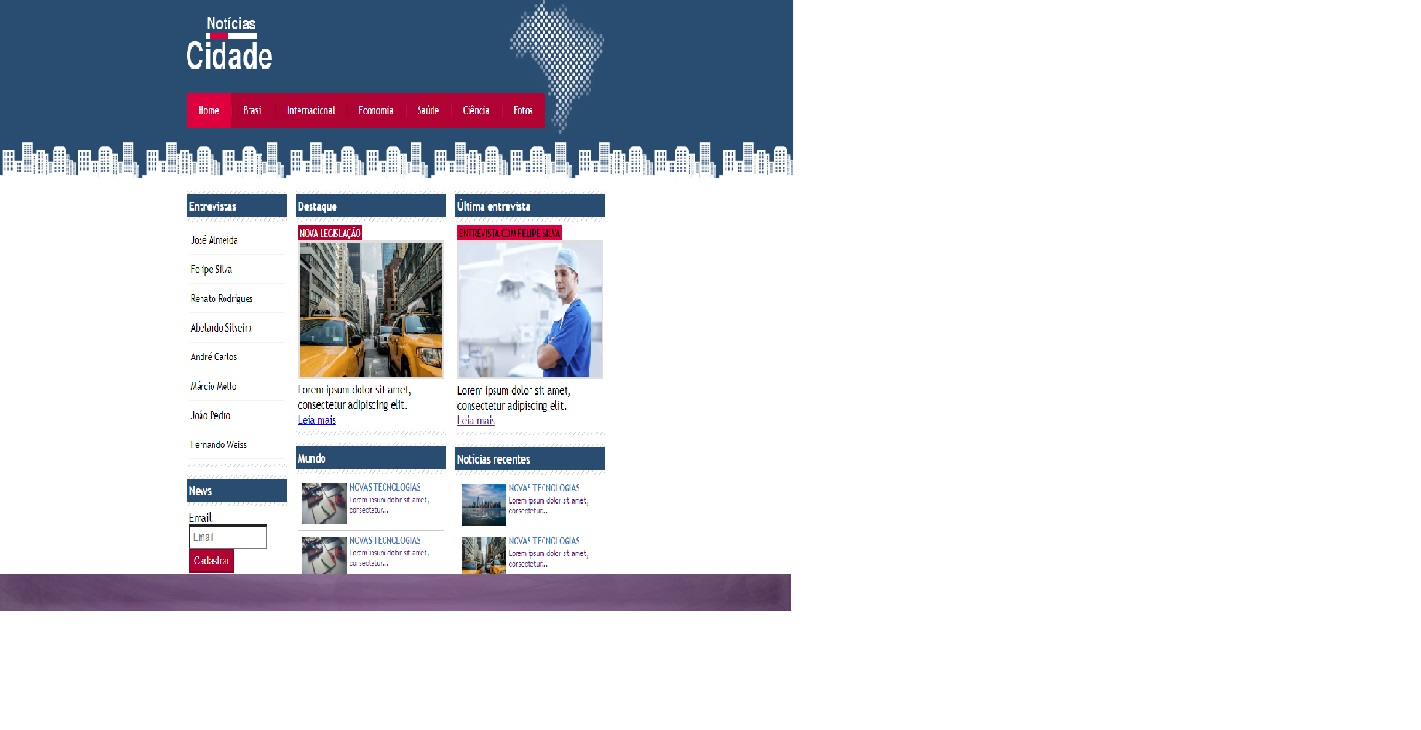 Notícias
Cidade
Home Brasil Internacional Economia Saúde Ciência Fotos
Entrevistas
José Almeida
Felipe Silva
Renato Rodrigues
Abelardo Silveira
André Carlos
Márcio Mello
João Pedro
Fernando Weiss
News
Email
Email
Cadastrar
Destaque
NOVA LEGISLAÇÃO
Lorem ipsum dolor sit amet,
consectetur adipiscing elit.
Leia mais
Mundo
NOVAS TECNOLOGIAS
Lorem ipsum dolor sit amet,
consectetur...
NOVAS TECNOLOGIAS
Lorem ipsum dolor sit amet,
consectetur...
Última entrevista
ENTREVISTA COM FELIPE SILVA
Lorem ipsum dolor sit amet,
consectetur adipiscing elit.
Leia mais
Notícias recentes
NOVAS TECNOLOGIAS
Lorem ipsum dolor sit amet,
consectetur...
NOVAS TECNOLOGIAS
Lorem ipsum dolor sit amet,
consectetur...